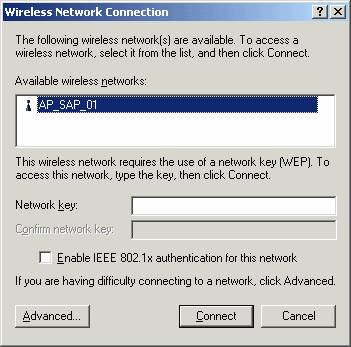 Wireless Network Connection
The following wireless network(s) are available. To access a
wireless network, select it from the list, and then click Connect.
Available wireless networks:
AP_SAP_01
This wireless network requires the use of a network key (WEP). To
access this network, type the key, then click Connect.
Network key:
Confirm network key:
Enable IEEE 802.1x authentication for this network
If you are having difficulty connecting to a network, click Advanced.
Advanced... Connect Cancel